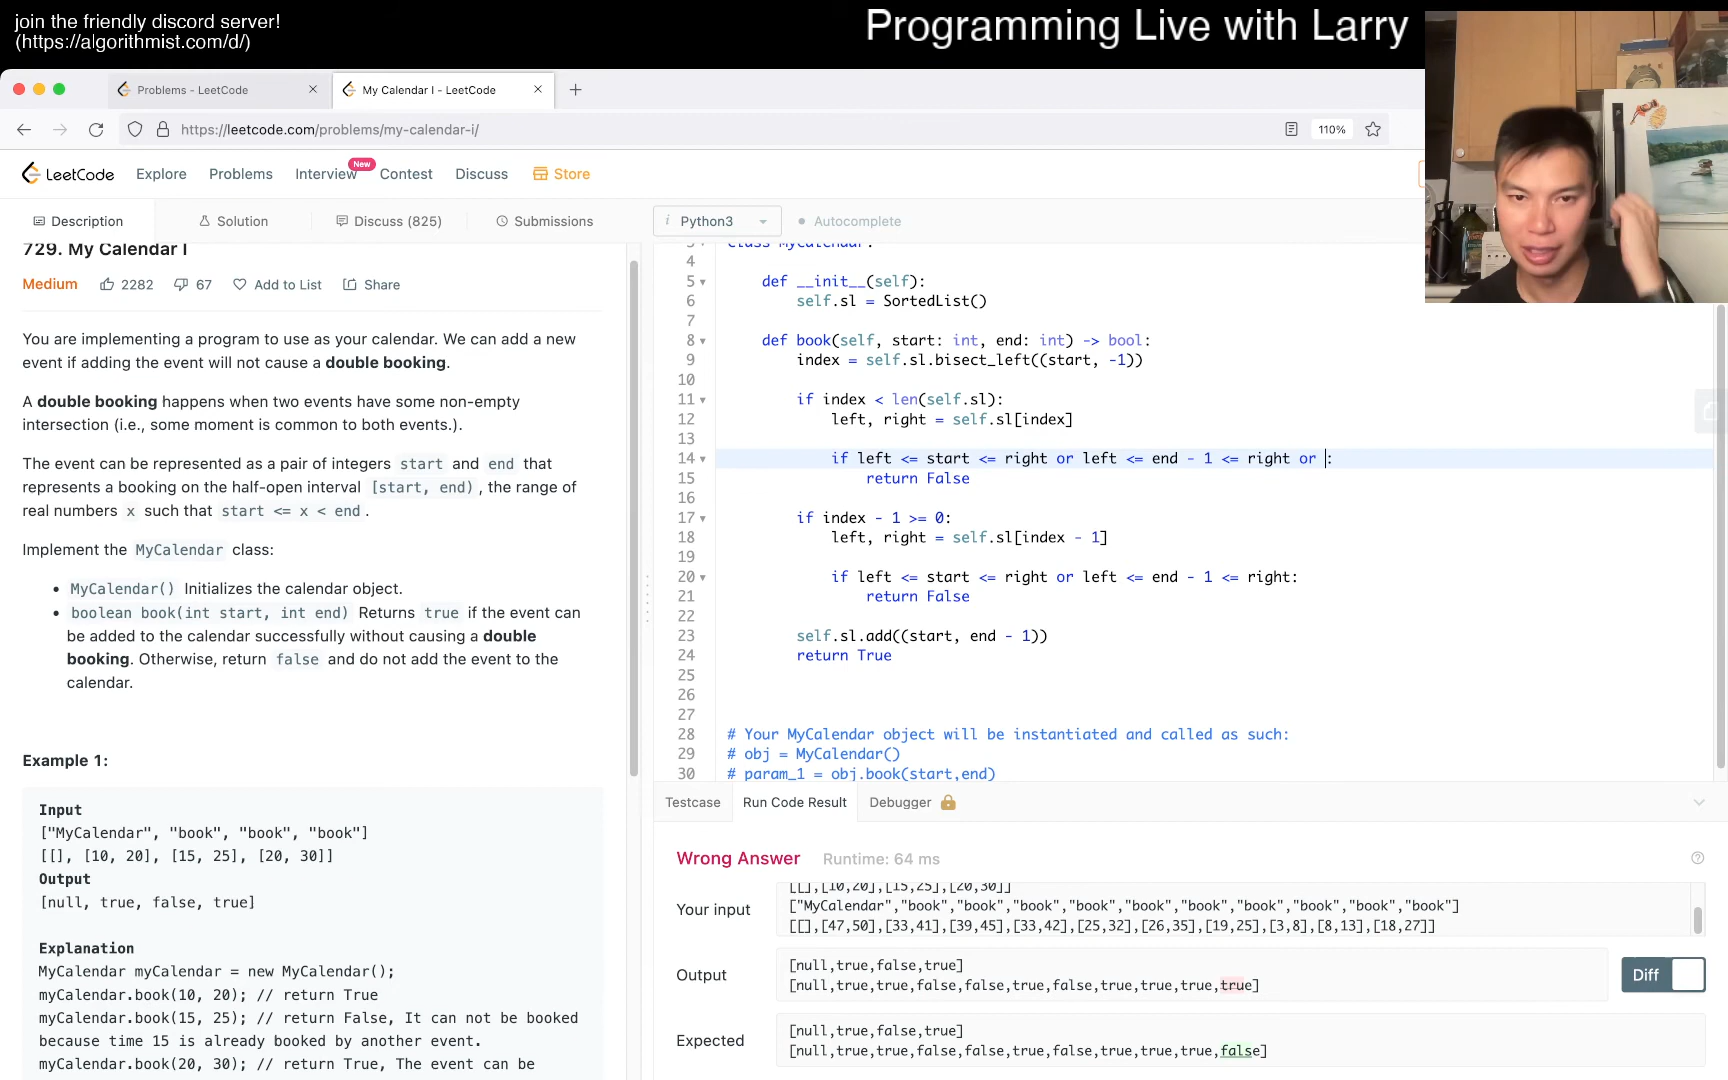 join the friendly discord server!
(https://algorithmist.com/d/)
Programming Live with Larry
Problems - LeetCode
My Calendar I - LeetCode
https://leetcode.com/problems/my-calendar-i/
110%
LeetCode
Explore
Problems
Interview
New
Contest
Discuss
Store
Description
Solution
Discuss (825)
Submissions
i Python3
Autocomplete
729. My Calendar I
Medium
2282
67
Add to List
Share
You are implementing a program to use as your calendar. We can add a new
event if adding the event will not cause a double booking.
A double booking happens when two events have some non-empty
intersection (i.e., some moment is common to both events.).
The event can be represented as a pair of integers start and end that
represents a booking on the half-open interval [start, end), the range of
real numbers x such that start <= x < end.
Implement the MyCalendar class:
• MyCalendar() Initializes the calendar object.
• boolean book(int start, int end) Returns true if the event can
be added to the calendar successfully without causing a double
booking. Otherwise, return false and do not add the event to the
calendar.
Example 1:
Input
["MyCalendar", "book", "book", "book"]
[[], [10, 20], [15, 25], [20, 30]]
Output
[null, true, false, true]
Explanation
MyCalendar myCalendar = new MyCalendar();
myCalendar.book(10, 20); // return True
myCalendar.book(15, 25); // return False, It can not be booked
because time 15 is already booked by another event.
myCalendar.book(20, 30); // return True, The event can be
3 class MyCalendar:
4
5 def __init__(self):
6 self.sl = SortedList()
7
8 def book(self, start: int, end: int) -> bool:
9 index = self.sl.bisect_left((start, -1))
10
11 if index < len(self.sl):
12 left, right = self.sl[index]
13
14 if left <= start <= right or left <= end - 1 <= right or :
15 return False
16
17 if index - 1 >= 0:
18 left, right = self.sl[index - 1]
19
20 if left <= start <= right or left <= end - 1 <= right:
21 return False
22
23 self.sl.add((start, end - 1))
24 return True
25
26
27
28 # Your MyCalendar object will be instantiated and called as such:
29 # obj = MyCalendar()
30 # param_1 = obj.book(start,end)
Testcase
Run Code Result
Debugger
Wrong Answer
Runtime: 64 ms
Your input
[[],[10,20],[15,25],[20,30]]
["MyCalendar","book","book","book","book","book","book","book","book","book","book"]
[[],[47,50],[33,41],[39,45],[33,42],[25,32],[26,35],[19,25],[3,8],[8,13],[18,27]]
Output
[null,true,false,true]
[null,true,true,false,false,true,false,true,true,true,true]
Diff
Expected
[null,true,false,true]
[null,true,true,false,false,true,false,true,true,true,false]